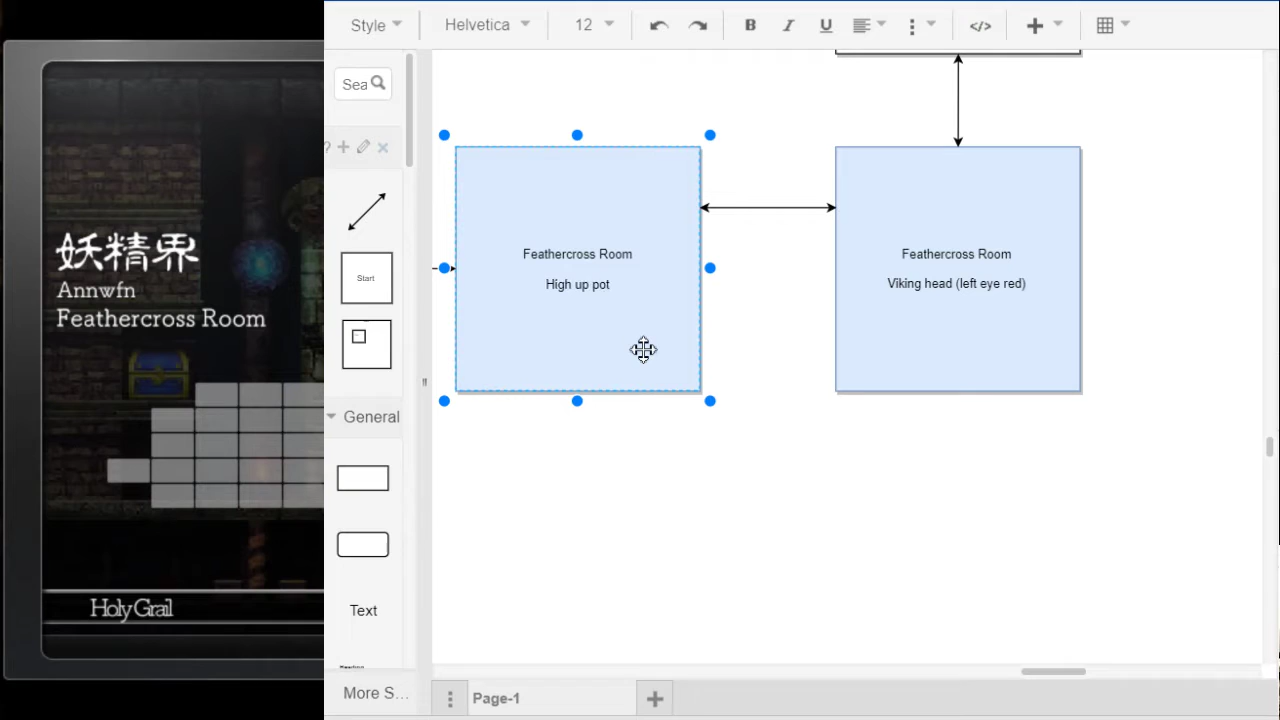 Style
Helvetica
12
B
I
U
</>
Sea
?
Start
General
Text
More S...
妖精界
Annwfn
Feathercross Room
Holy Grail
Feathercross Room
High up pot
Feathercross Room
Viking head (left eye red)
Page-1